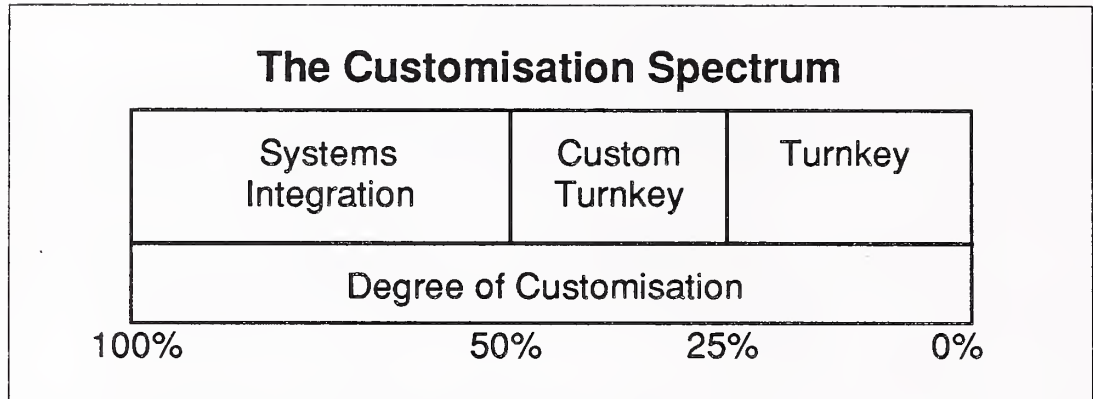 The Customisation Spectrum
Systems
Integration
Custom
Turnkey
Turnkey
Degree of Customisation
100% 50% 25% 0%